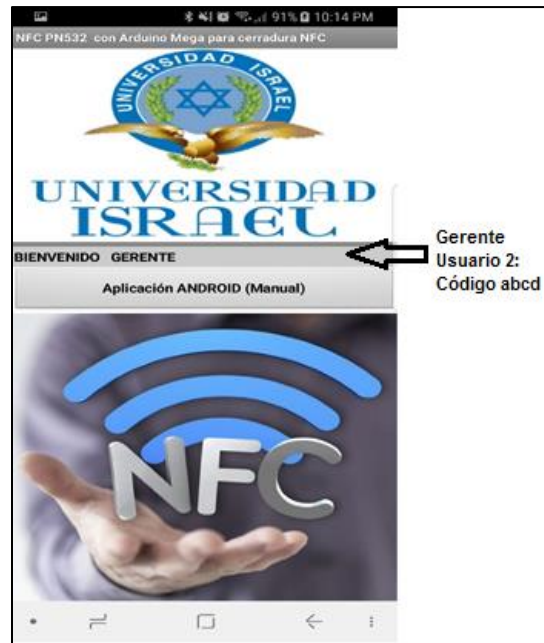 91% 10:14 PM
NFC PN532 con Arduino Mega para cerradura NFC
UNIVERSIDAD ISRAEL
UNIVERSIDAD
ISRAEL
BIENVENIDO GERENTE
Aplicación ANDROID (Manual)
NFC
Gerente
Usuario 2:
Código abcd